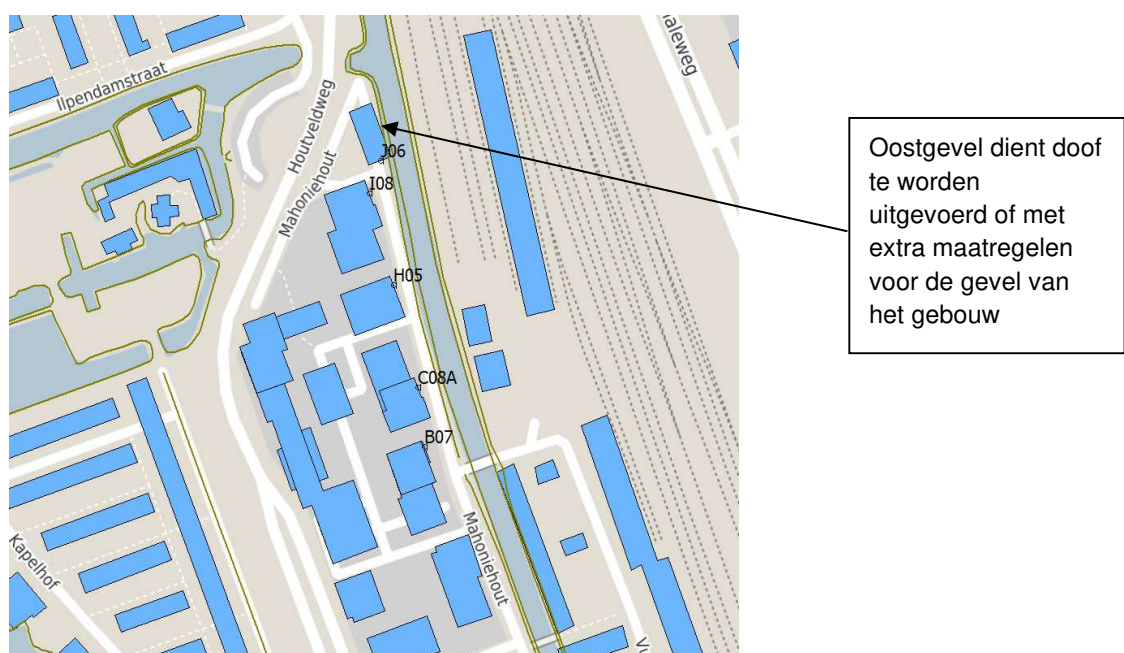 Ilpendamstraat
Houtveldweg
Mahoniehout
J06
I08
H05
C08A
B07
Mahoniehout
Kapelhof
aleweg
Vu
Oostgevel dient doof
te worden
uitgevoerd of met
extra maatregelen
voor de gevel van
het gebouw